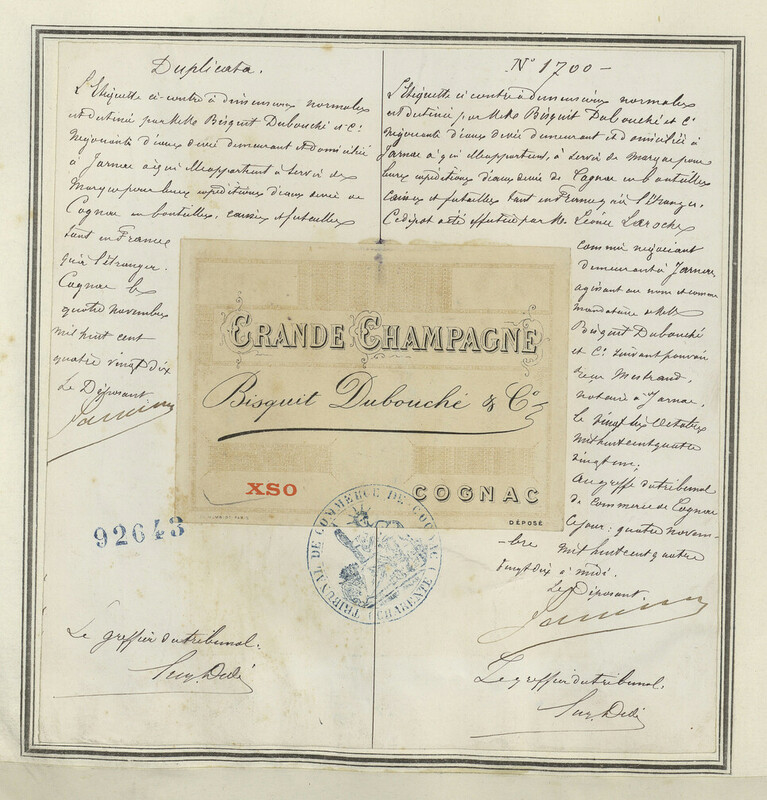 Duplicata.
L'Etiquette ci-contre à dimensions normales
est destinée par MM. Bisquit Dubouché et Cie
Négociants d'eaux de vie demeurant et domiciliés
à Jarnac à qui elle appartient à servir de
Marque pour leurs expéditions d'eaux de vie de
Cognac en bouteilles, caisses et futailles
tant en France
qu'à l'étranger.
Cognac le
quatre novembre
mil huit cent
quatre vingt dix
Le Déposant
92643
Le greffier du tribunal.
N° 1700 -
L'Etiquette ci-contre à dimensions normales
est destinée par MM. Bisquit Dubouché et Cie
Négociants d'eaux de vie demeurant et domiciliés à
Jarnac à qui elle appartient, à servir de marque pour
leurs expéditions d'eaux de vie de Cognac en bouteilles
caisses et futailles tant en France qu'à l'étranger.
Ce dépot a été effectué par M. Léonce Laroche
commis négociant
demeurant à Jarnac
agissant au nom et comme
mandataire de MM.
Bisquit Dubouché
et Cie suivant pouvoir
reçu Mestraud,
notaire à Jarnac,
le vingt six Octobre
mil huit cent quatre
vingt un;
Au greffe du tribunal
de Commerce de Cognac
Ce jour: quatre novem-
-bre mil huit cent quatre
vingt dix à midi.
Le Déposant
Le greffier du tribunal.
GRANDE CHAMPAGNE
Bisquit Dubouché & Co
XSO
COGNAC
DÉPOSÉ
TRIBUNAL DE COMMERCE DE COGNAC
(CHARENTE)